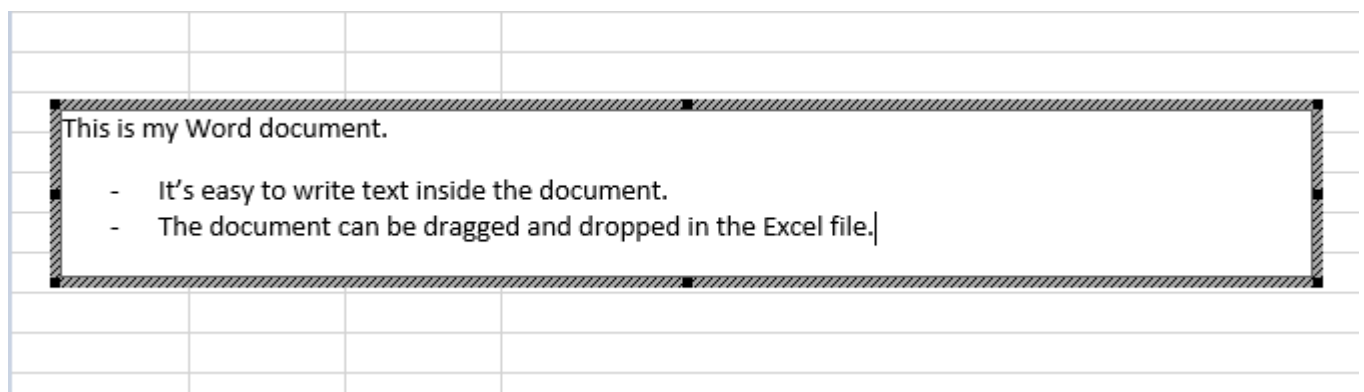 This is my Word document.
- It’s easy to write text inside the document.
- The document can be dragged and dropped in the Excel file.